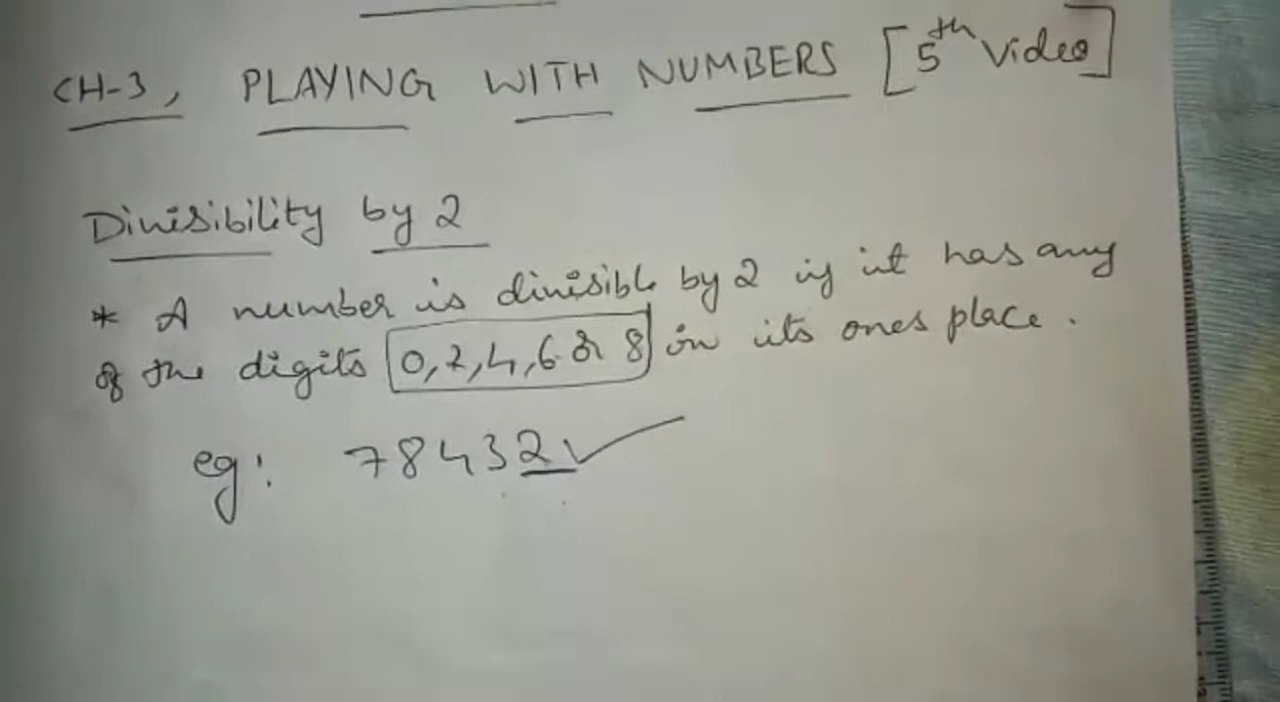 CH-3, PLAYING WITH NUMBERS [5th Video]
Divisibility by 2
* A number is divisible by 2 if it has any
of the digits 0, 2, 4, 6 or 8 in its ones place.
eg: 78432✓